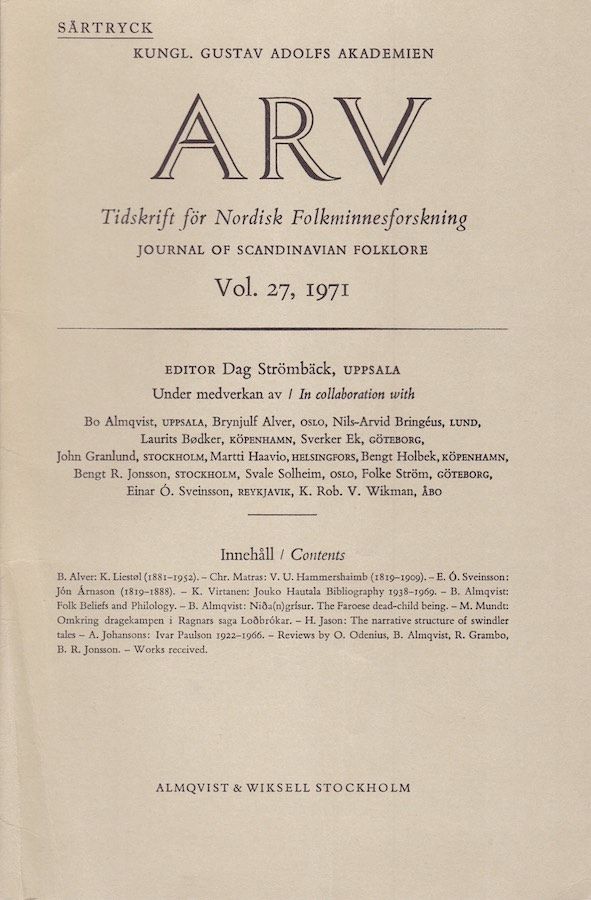 SÄRTRYCK
KUNGL. GUSTAV ADOLFS AKADEMIEN
ARV
Tidskrift för Nordisk Folkminnesforskning
JOURNAL OF SCANDINAVIAN FOLKLORE
Vol. 27, 1971
EDITOR Dag Strömbäck, UPPSALA
Under medverkan av / In collaboration with
Bo Almqvist, UPPSALA, Brynjulf Alver, OSLO, Nils-Arvid Bringéus, LUND,
Laurits Bødker, KÖPENHAMN, Sverker Ek, GÖTEBORG,
John Granlund, STOCKHOLM, Martti Haavio, HELSINGFORS, Bengt Holbek, KÖPENHAMN,
Bengt R. Jonsson, STOCKHOLM, Svale Solheim, OSLO, Folke Ström, GÖTEBORG,
Einar Ó. Sveinsson, REYKJAVIK, K. Rob. V. Wikman, ÅBO
Innehåll / Contents
B. Alver: K. Liestøl (1881–1952). – Chr. Matras: V. U. Hammershaimb (1819–1909). – E. Ó. Sveinsson:
Jón Árnason (1819–1888). – K. Virtanen: Jouko Hautala Bibliography 1938–1969. – B. Almqvist:
Folk Beliefs and Philology. – B. Almqvist: Niða(n)grísur. The Faroese dead-child being. – M. Mundt:
Omkring dragekampen i Ragnars saga Loðbrókar. – H. Jason: The narrative structure of swindler
tales – A. Johansons: Ivar Paulson 1922–1966. – Reviews by O. Odenius, B. Almqvist, R. Grambo,
B. R. Jonsson. – Works received.
ALMQVIST & WIKSELL STOCKHOLM